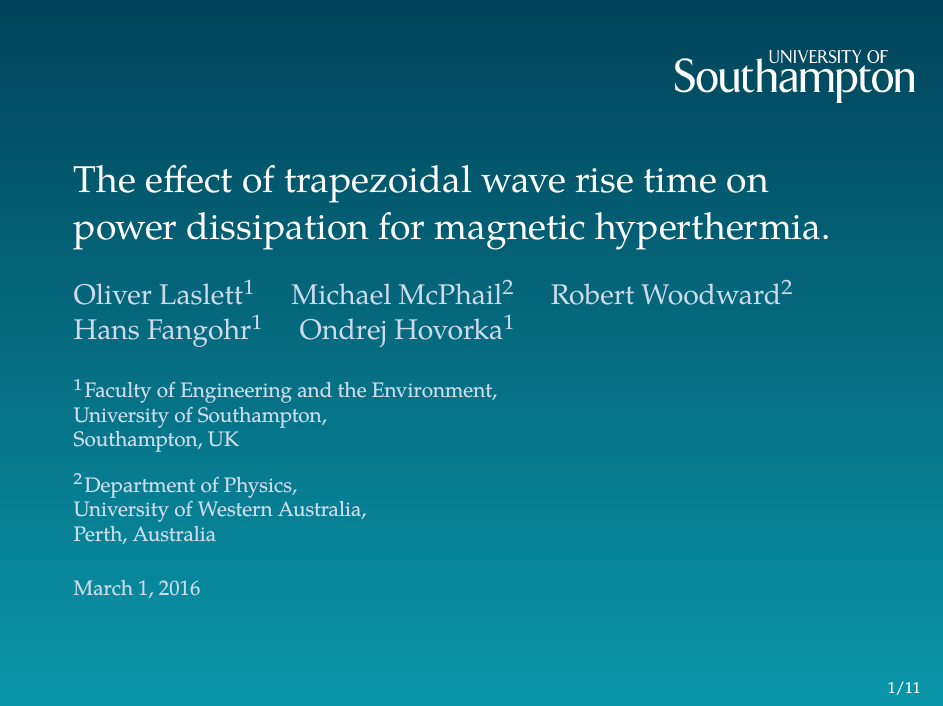 UNIVERSITY OF
Southampton
The effect of trapezoidal wave rise time on
power dissipation for magnetic hyperthermia.
Oliver Laslett¹ Michael McPhail² Robert Woodward²
Hans Fangohr¹ Ondrej Hovorka¹
¹Faculty of Engineering and the Environment,
University of Southampton,
Southampton, UK
²Department of Physics,
University of Western Australia,
Perth, Australia
March 1, 2016
1/11